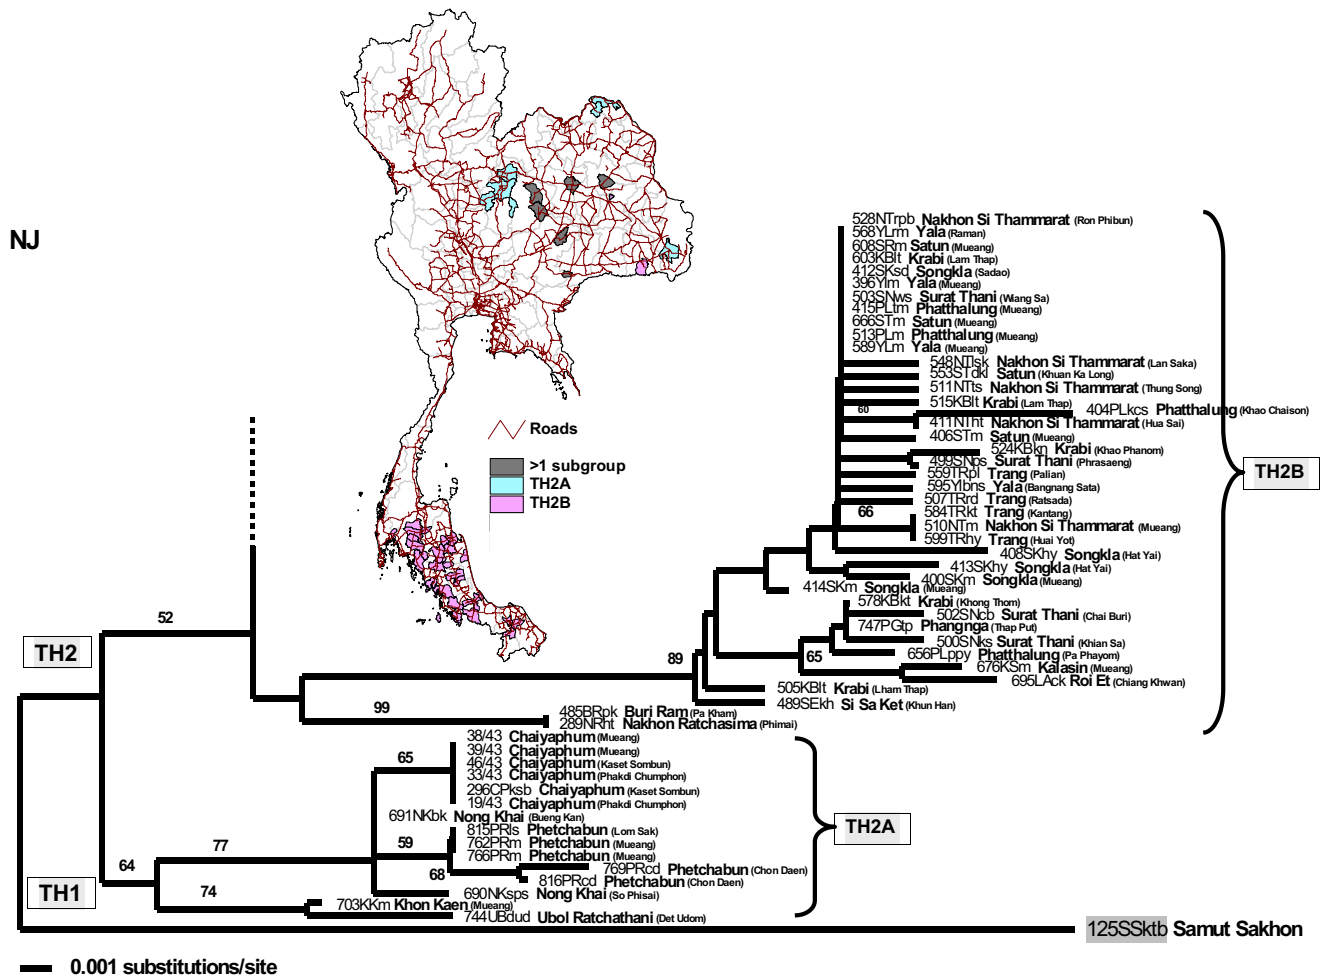 NJ
Roads
>1 subgroup
TH2A
TH2B
528NTrpb Nakhon Si Thammarat (Ron Phibun)
568YLrm Yala (Raman)
608SRm Satun (Mueang)
603KBlt Krabi (Lam Thap)
412SKsd Songkla (Sadao)
396Ylm Yala (Mueang)
503SNws Surat Thani (Wiang Sa)
415PLtm Phatthalung (Mueang)
666STm Satun (Mueang)
513PLm Phatthalung (Mueang)
589YLm Yala (Mueang)
548NTlsk Nakhon Si Thammarat (Lan Saka)
553STdkl Satun (Khuan Ka Long)
511NTts Nakhon Si Thammarat (Thung Song)
515KBlt Krabi (Lam Thap)
60
404PLkcs Phatthalung (Khao Chaison)
411NTht Nakhon Si Thammarat (Hua Sai)
406STm Satun (Mueang)
524KBkn Krabi (Khao Phanom)
499SNps Surat Thani (Phrasaeng)
559TRpl Trang (Palian)
595Ylbns Yala (Bangnang Sata)
507TRrd Trang (Ratsada)
66
584TRkt Trang (Kantang)
510NTm Nakhon Si Thammarat (Mueang)
599TRhy Trang (Huai Yot)
408SKhy Songkla (Hat Yai)
413SKhy Songkla (Hat Yai)
400SKm Songkla (Mueang)
414SKm Songkla (Mueang)
578KBkt Krabi (Khong Thom)
502SNcb Surat Thani (Chai Buri)
747PGtp Phangnga (Thap Put)
500SNks Surat Thani (Khian Sa)
65
656PLppy Phatthalung (Pa Phayom)
676KSm Kalasin (Mueang)
695LAck Roi Et (Chiang Khwan)
505KBlt Krabi (Lham Thap)
489SEkh Si Sa Ket (Khun Han)
TH2B
52
TH2
89
99
485BRpk Buri Ram (Pa Kham)
289NRht Nakhon Ratchasima (Phimai)
38/43 Chaiyaphum (Mueang)
39/43 Chaiyaphum (Mueang)
65
46/43 Chaiyaphum (Kaset Sombun)
33/43 Chaiyaphum (Phakdi Chumphon)
296CPksb Chaiyaphum (Kaset Sombun)
19/43 Chaiyaphum (Phakdi Chumphon)
691NKbk Nong Khai (Bueng Kan)
815PRls Phetchabun (Lom Sak)
762PRm Phetchabun (Mueang)
766PRm Phetchabun (Mueang)
59
77
68
769PRcd Phetchabun (Chon Daen)
816PRcd Phetchabun (Chon Daen)
690NKsps Nong Khai (So Phisai)
64
74
TH1
703KKm Khon Kaen (Mueang)
744UBdud Ubol Ratchathani (Det Udom)
TH2A
125SSktb Samut Sakhon
0.001 substitutions/site